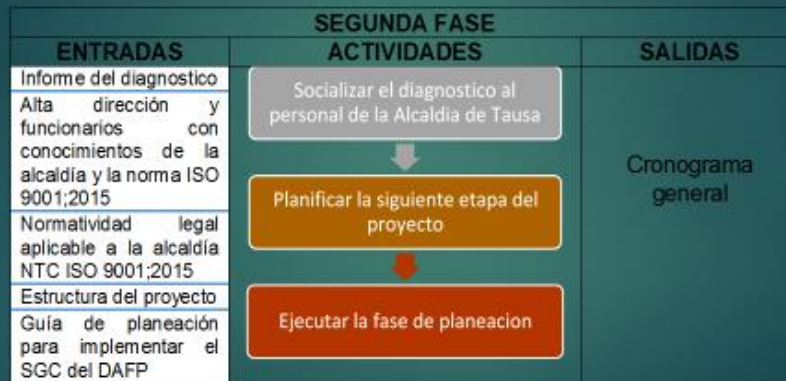 SEGUNDA FASE
ENTRADAS
ACTIVIDADES
SALIDAS
Informe del diagnostico
Alta dirección y
funcionarios con
conocimientos de la
alcaldía y la norma ISO
9001;2015
Normatividad legal
aplicable a la alcaldía
NTC ISO 9001;2015
Estructura del proyecto
Guía de planeación
para implementar el
SGC del DAFP
Socializar el diagnostico al
personal de la Alcaldia de Tausa
Planificar la siguiente etapa del
proyecto
Ejecutar la fase de planeacion
Cronograma
general